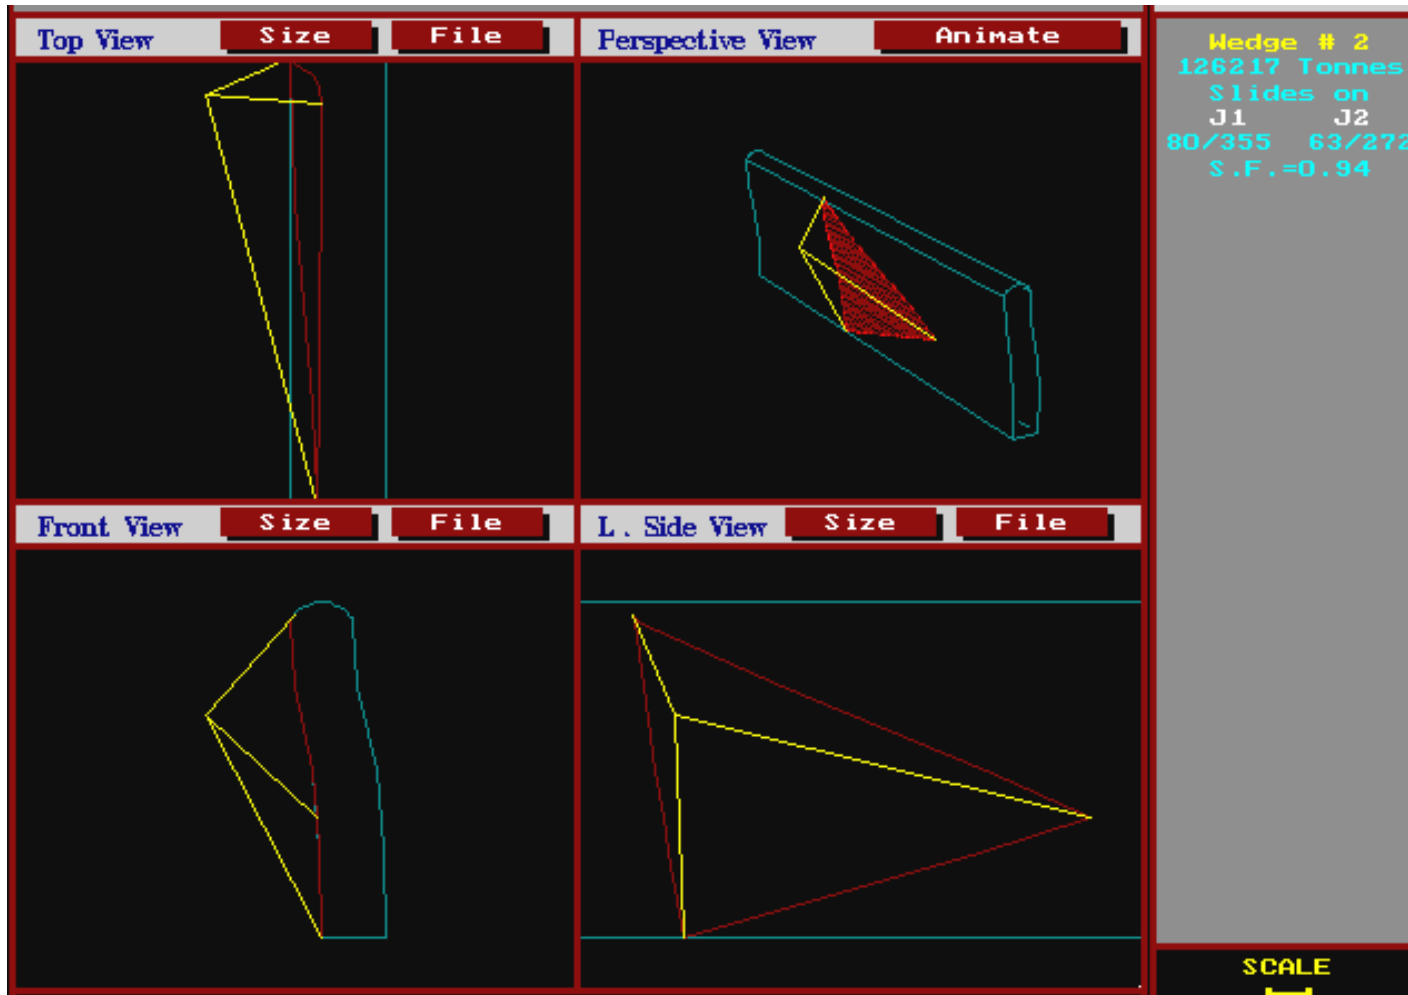 Top View Size File
Perspective View Animate
Wedge # 2
126217 Tonnes
Slides on
J1 J2
80/355 63/272
S.F.=0.94
Front View Size File
L. Side View Size File
SCALE